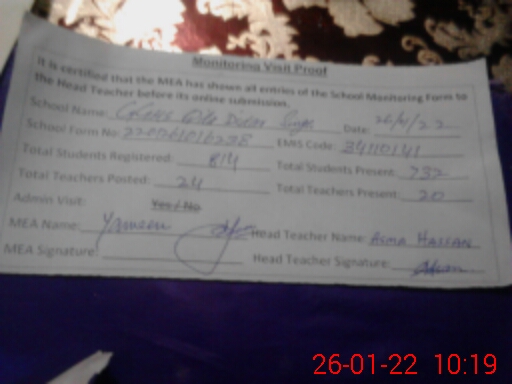 Monitoring Visit Proof
It is certified that the MEA has shown all entries of the School Monitoring Form to
the Head Teacher before its online submission.
School Name: Date: 26/1/22
School Form No: EMIS Code: 34110141
Total Students Registered: 814 Total Students Present: 732
Total Teachers Posted: 24 Total Teachers Present: 20
Admin Visit: Yes / No
MEA Name: Head Teacher Name: ASMA HASSAN
MEA Signature: Head Teacher Signature:
26-01-22 10:19